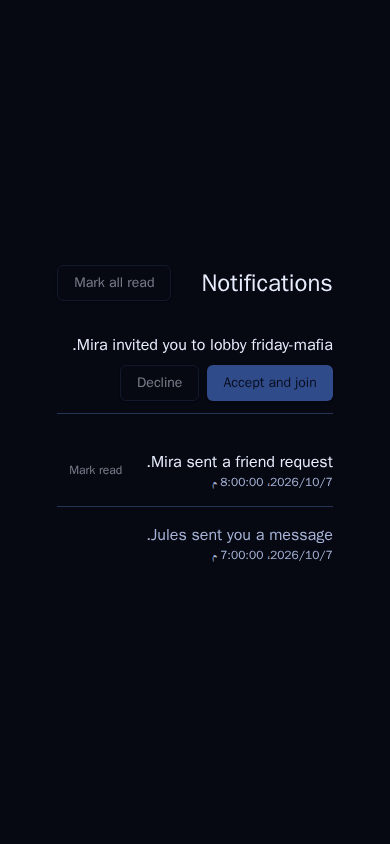 Notifications
Mark all read
Mira invited you to lobby friday-mafia.
Accept and join
Decline
Mira sent a friend request.
2026/10/7، 8:00:00 م
Mark read
Jules sent you a message.
2026/10/7، 7:00:00 م